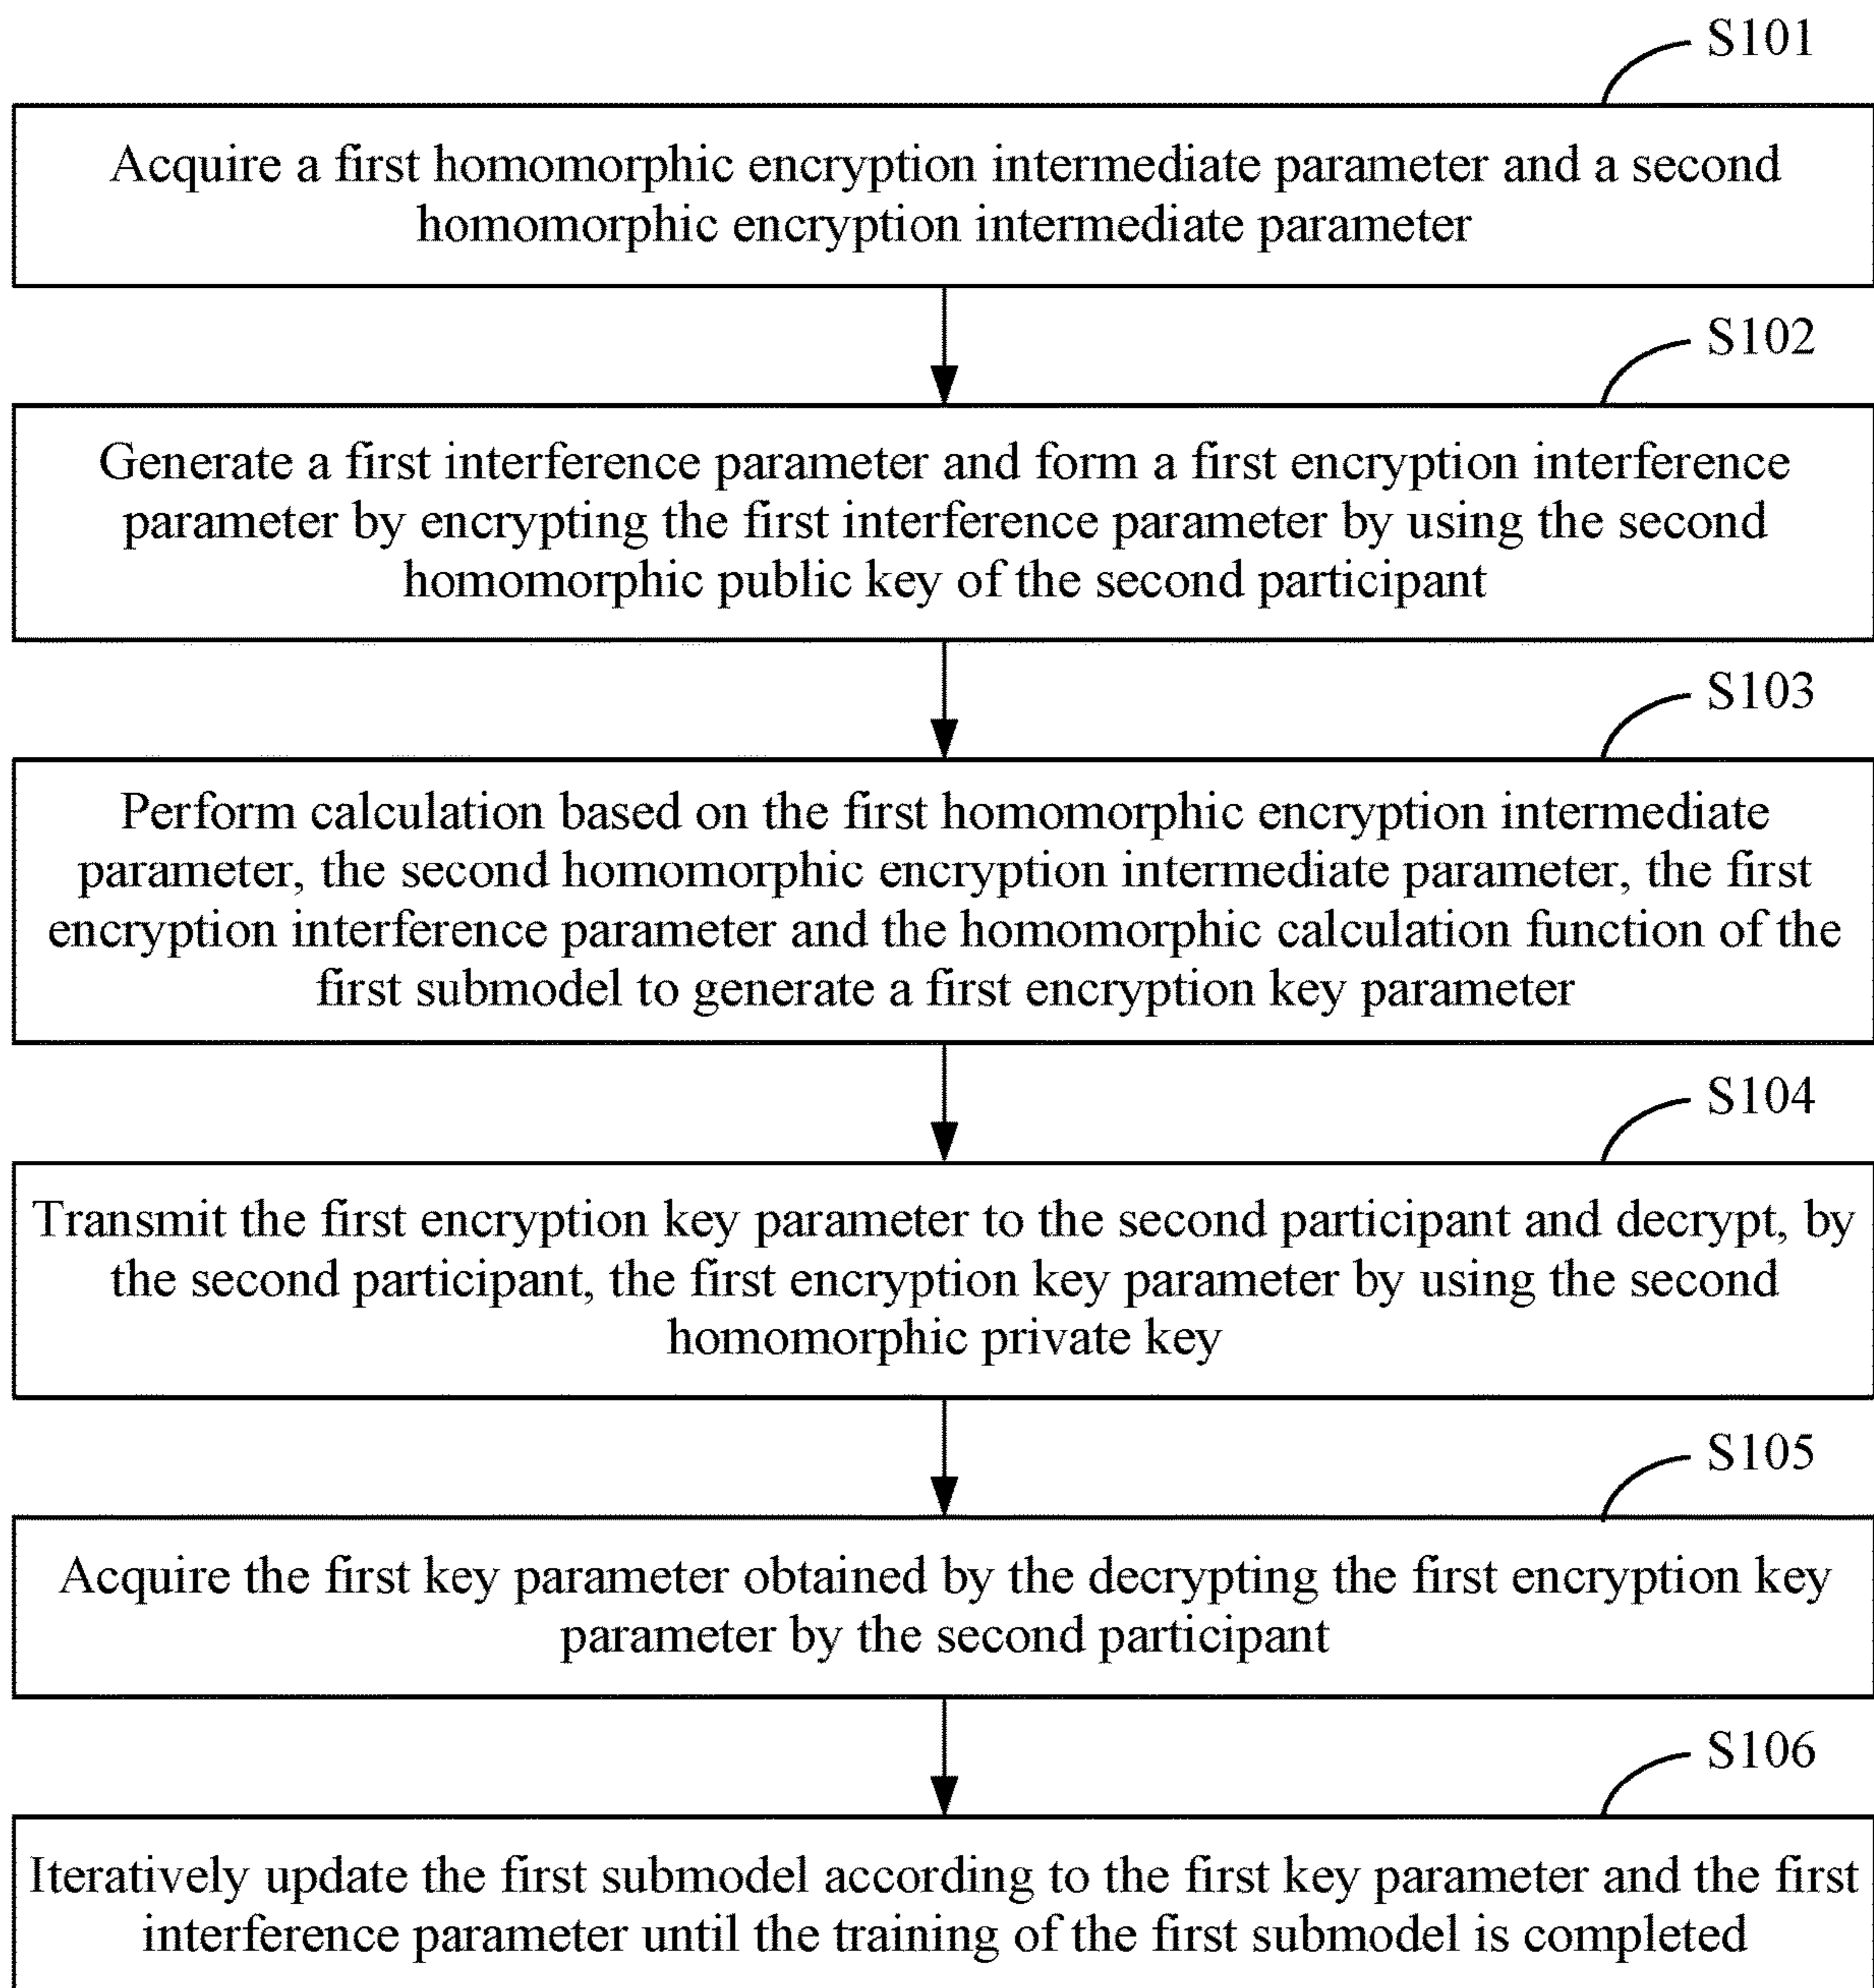 S101
Acquire a first homomorphic encryption intermediate parameter and a second
homomorphic encryption intermediate parameter
S102
Generate a first interference parameter and form a first encryption interference
parameter by encrypting the first interference parameter by using the second
homomorphic public key of the second participant
S103
Perform calculation based on the first homomorphic encryption intermediate
parameter, the second homomorphic encryption intermediate parameter, the first
encryption interference parameter and the homomorphic calculation function of the
first submodel to generate a first encryption key parameter
S104
Transmit the first encryption key parameter to the second participant and decrypt, by
the second participant, the first encryption key parameter by using the second
homomorphic private key
S105
Acquire the first key parameter obtained by the decrypting the first encryption key
parameter by the second participant
S106
Iteratively update the first submodel according to the first key parameter and the first
interference parameter until the training of the first submodel is completed